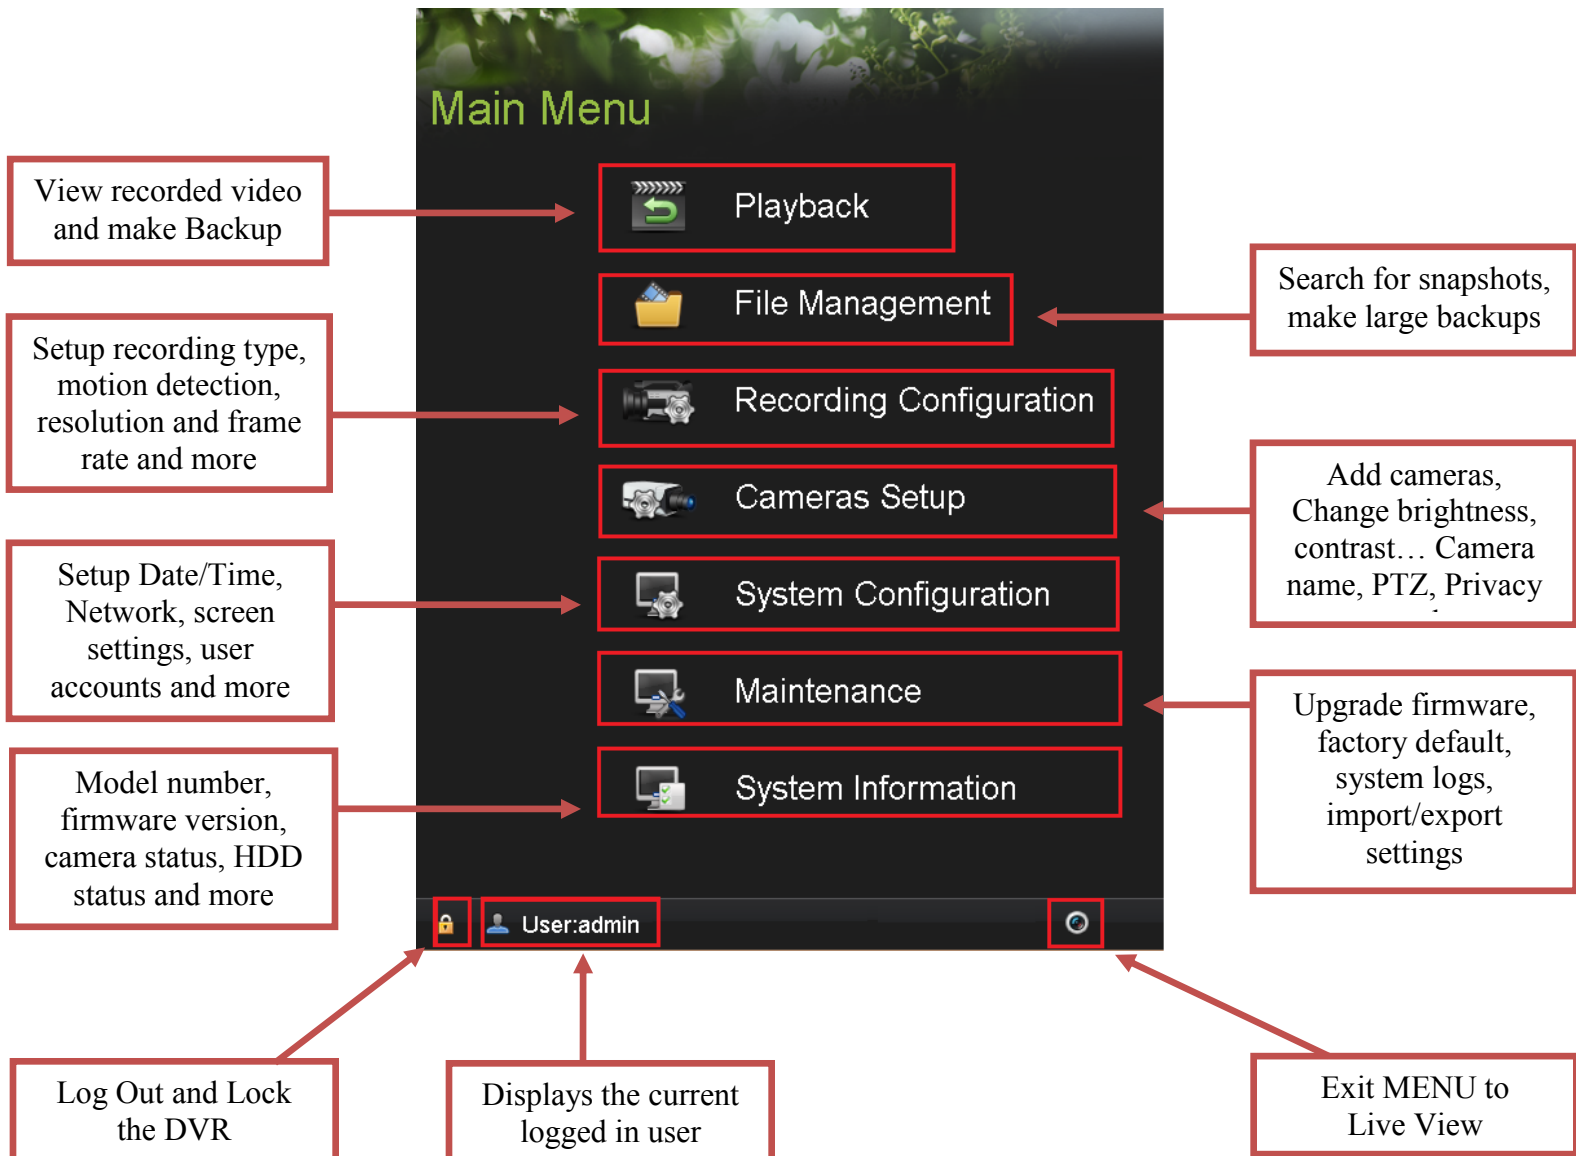 Main Menu
View recorded video
and make Backup
Playback
File Management
Search for snapshots,
make large backups
Setup recording type,
motion detection,
resolution and frame
rate and more
Recording Configuration
Cameras Setup
Add cameras,
Change brightness,
contrast… Camera
name, PTZ, Privacy
Setup Date/Time,
Network, screen
settings, user
accounts and more
System Configuration
Maintenance
Upgrade firmware,
factory default,
system logs,
import/export
settings
Model number,
firmware version,
camera status, HDD
status and more
System Information
User:admin
Log Out and Lock
the DVR
Displays the current
logged in user
Exit MENU to
Live View